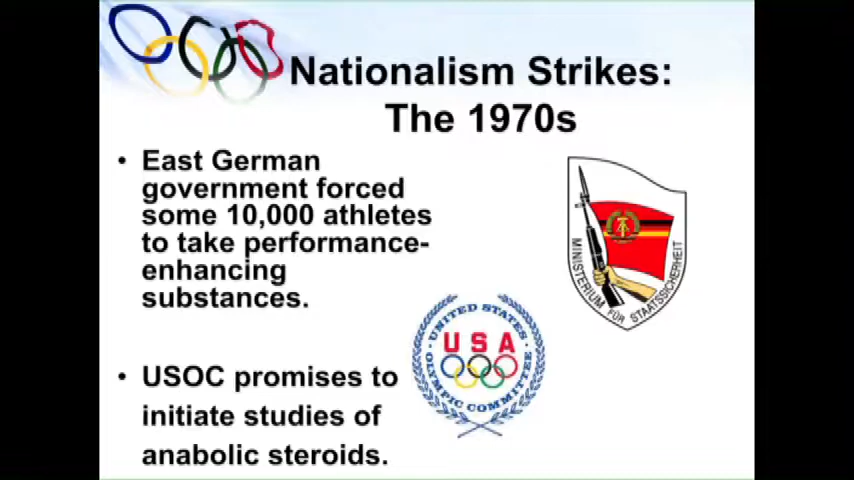 Nationalism Strikes:
The 1970s
• East German
government forced
some 10,000 athletes
to take performance-
enhancing
substances.
MINISTERIUM FÜR STAATSSICHERHEIT
UNITED STATES
USA
OLYMPIC COMMITTEE
• USOC promises to
initiate studies of
anabolic steroids.